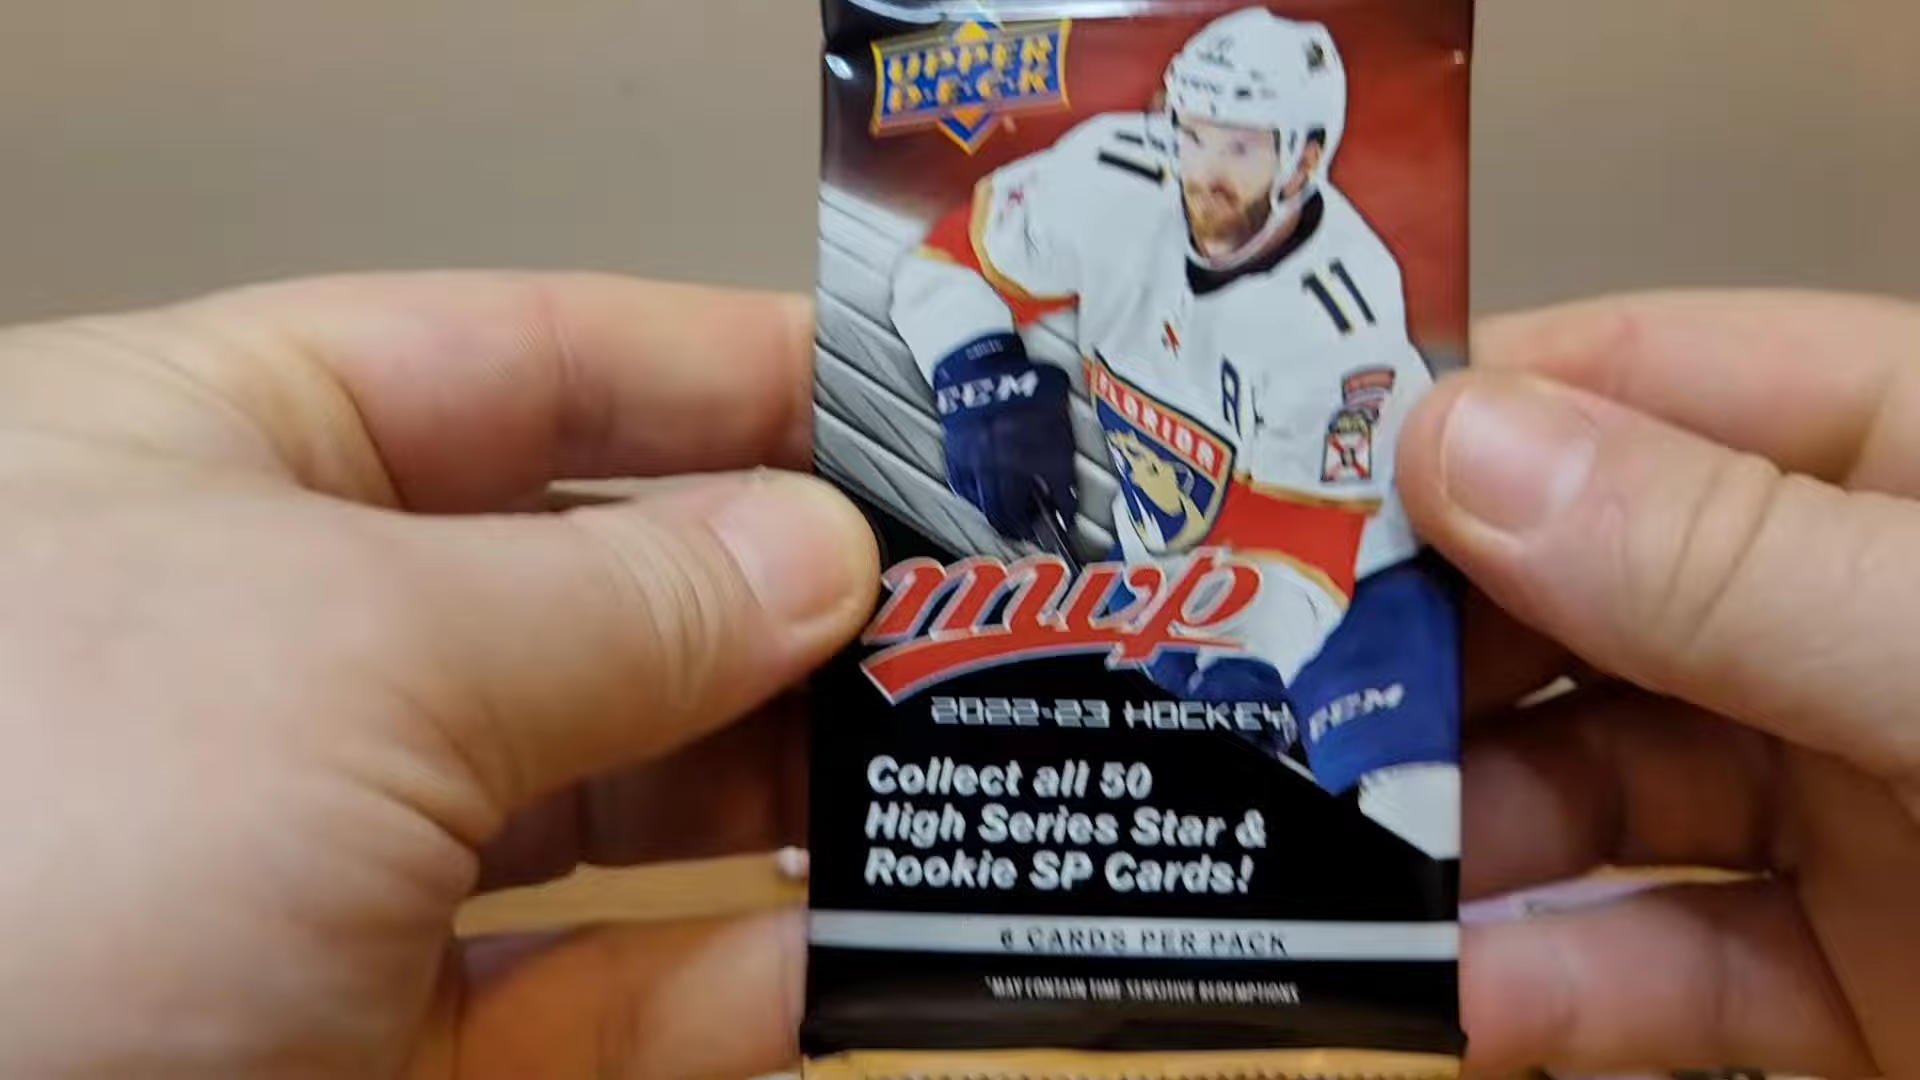 UPPER
DECK
11
11
A
CCM
FLORIDA
mvp
2022-23 HOCKEY
CCM
Collect all 50
High Series Star &
Rookie SP Cards!
6 CARDS PER PACK
*MAY CONTAIN TIME SENSITIVE REDEMPTIONS